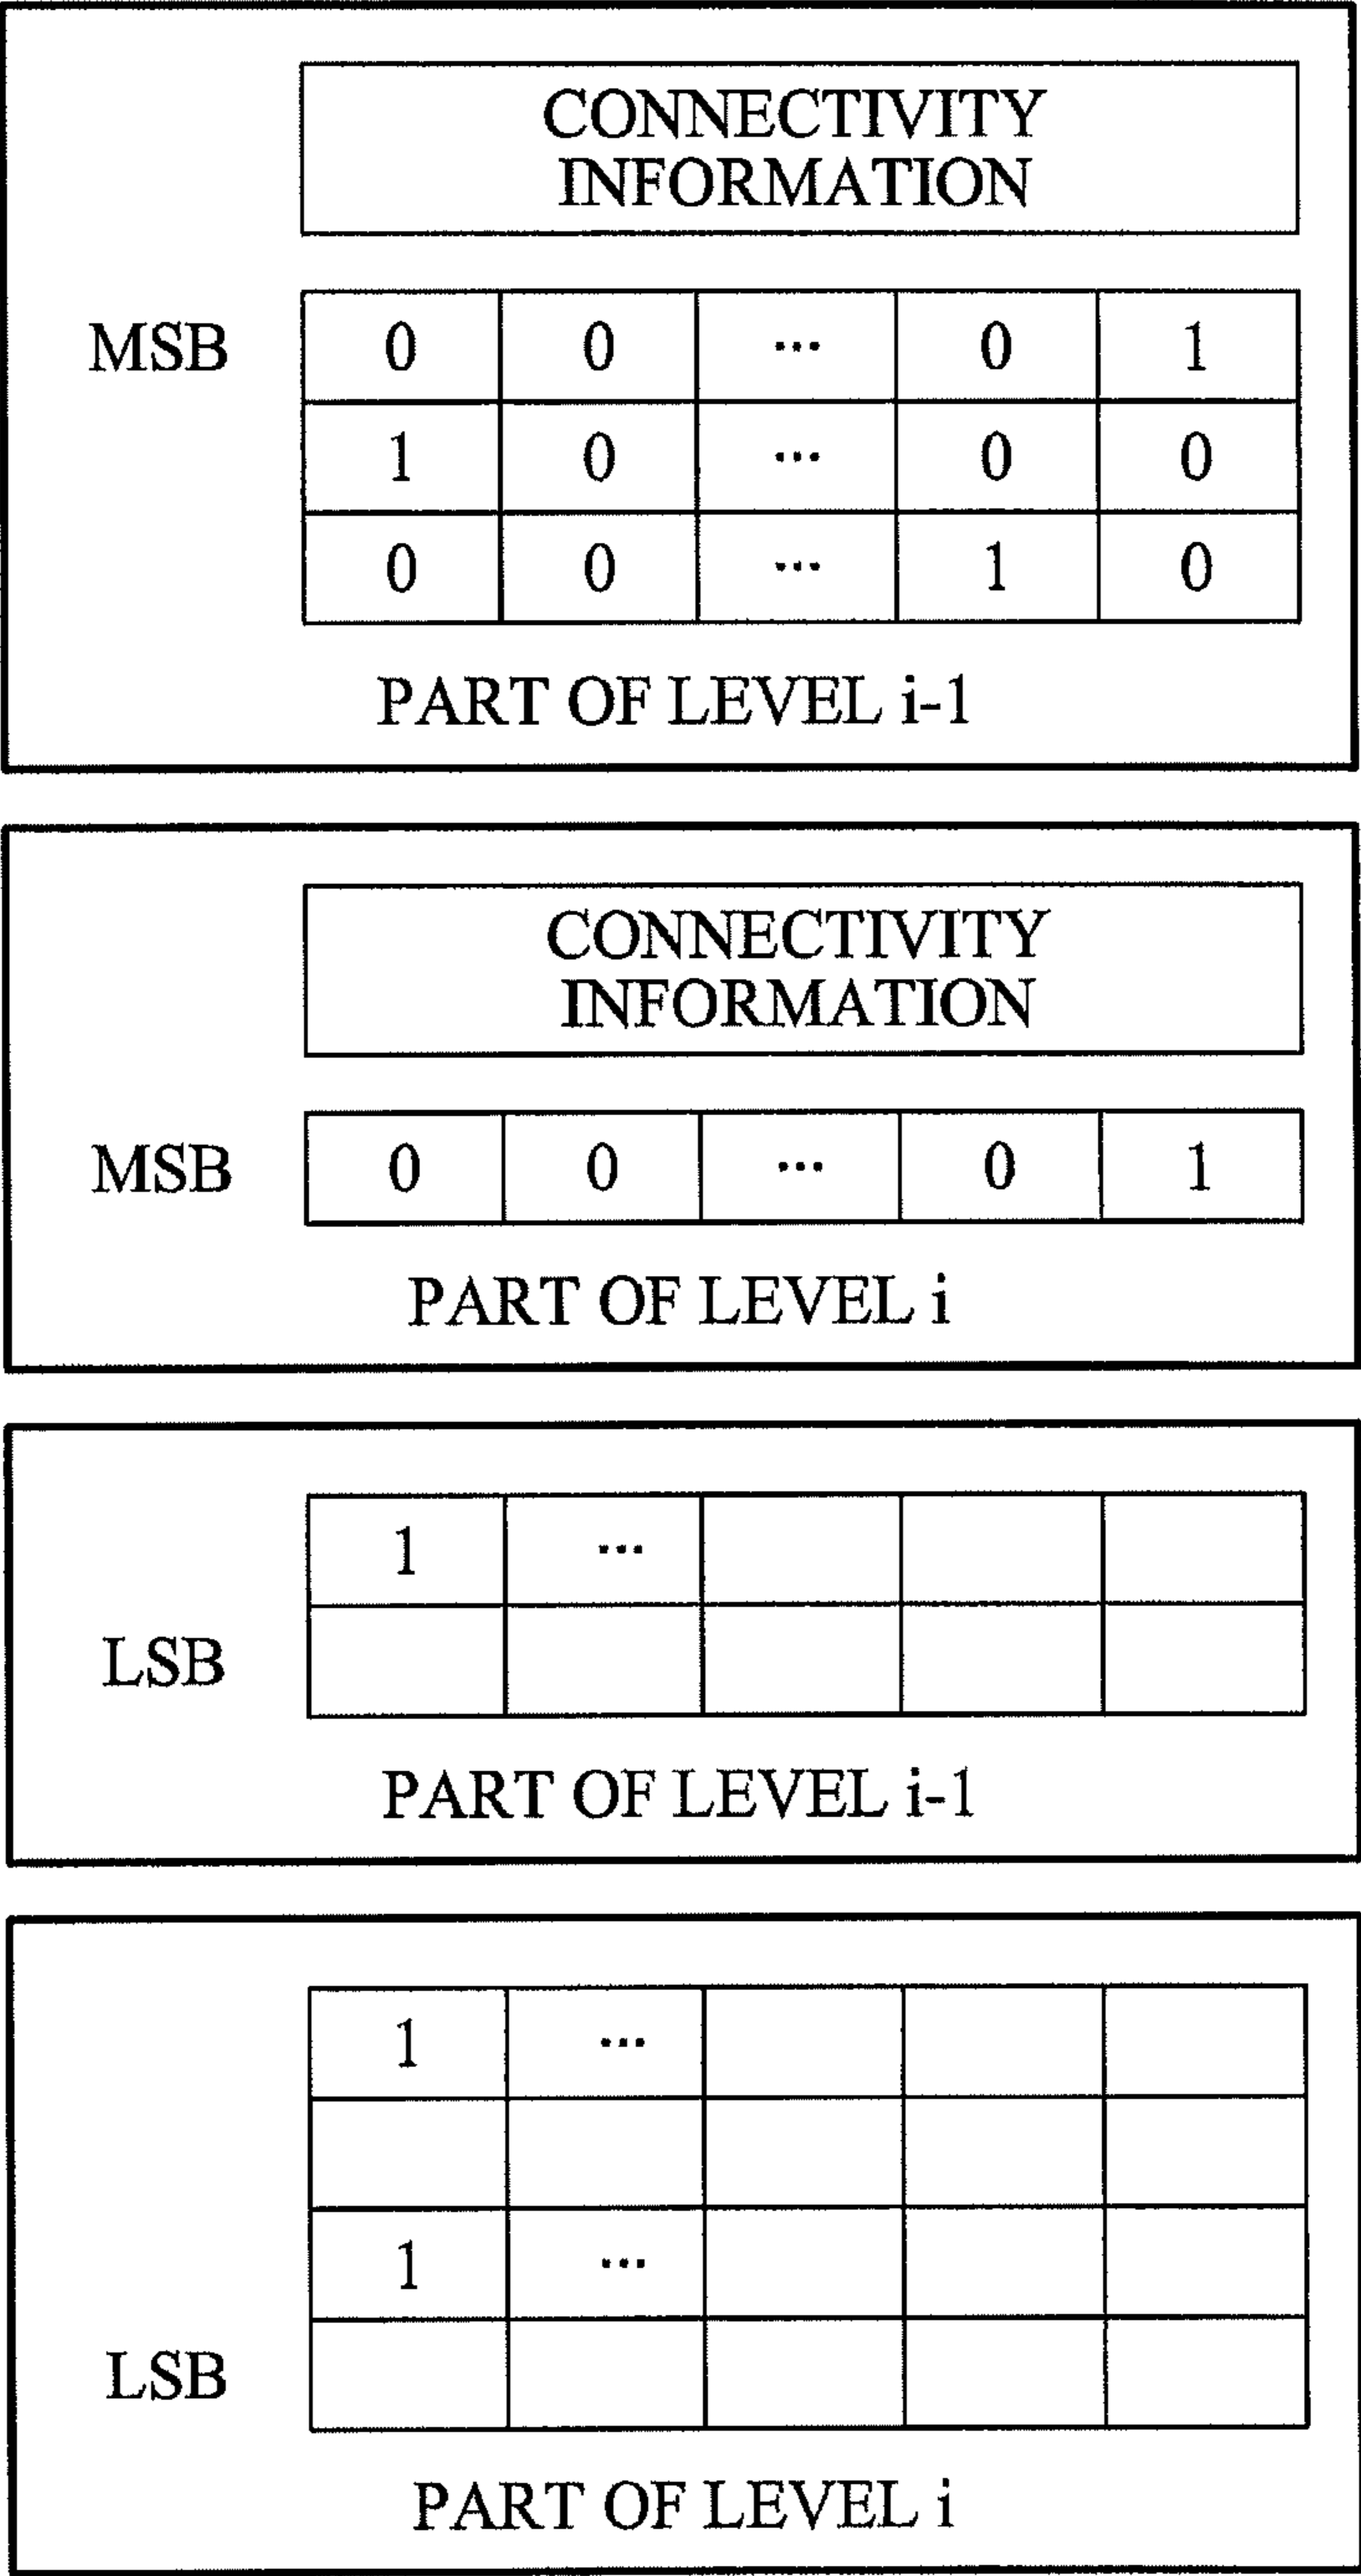 CONNECTIVITY
INFORMATION
MSB 0 0 ... 0 1
1 0 ... 0 0
0 0 ... 1 0
PART OF LEVEL i-1
CONNECTIVITY
INFORMATION
MSB 0 0 ... 0 1
PART OF LEVEL i
1 ...
LSB
PART OF LEVEL i-1
1 ...
1 ...
LSB
PART OF LEVEL i